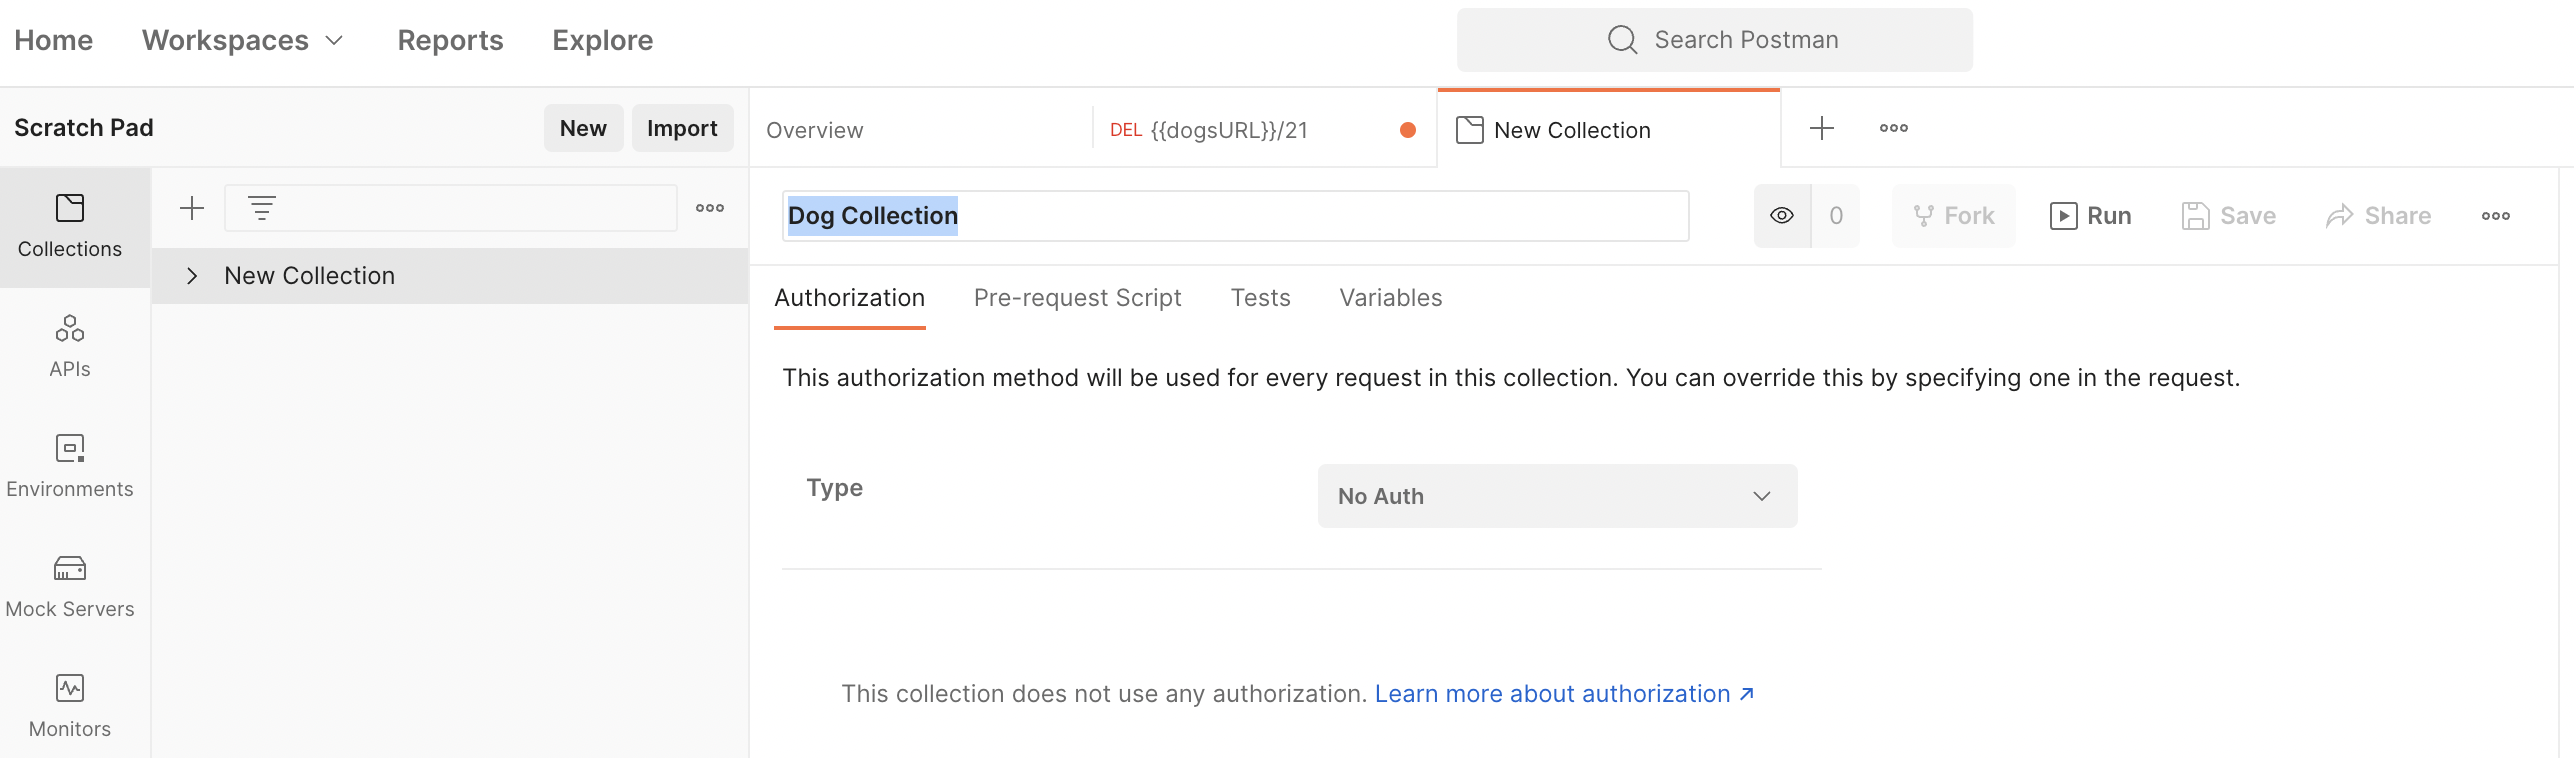 Home Workspaces Reports Explore Search Postman
Scratch Pad New Import
Overview DEL {{dogsURL}}/21 New Collection
Collections
New Collection
Dog Collection 0 Fork Run Save Share
APIs
Environments
Mock Servers
Monitors
Authorization Pre-request Script Tests Variables
This authorization method will be used for every request in this collection. You can override this by specifying one in the request.
Type No Auth
This collection does not use any authorization. Learn more about authorization ↗